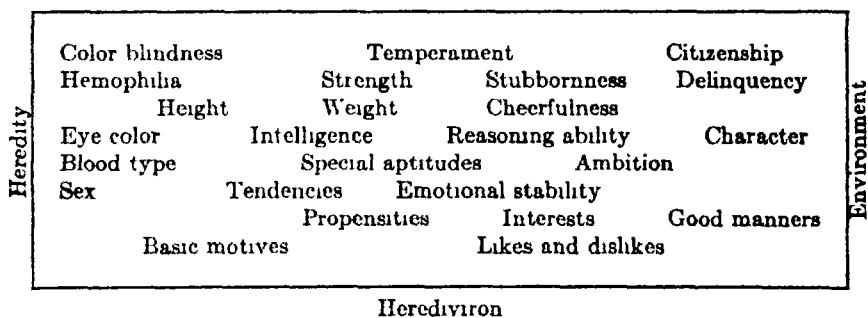 Heredity
Color blindness Temperament Citizenship
Hemophilia Strength Stubbornness Delinquency
Height Weight Cheerfulness
Eye color Intelligence Reasoning ability Character
Blood type Special aptitudes Ambition
Sex Tendencies Emotional stability
Propensities Interests Good manners
Basic motives Likes and dislikes
Environment
Herediviron